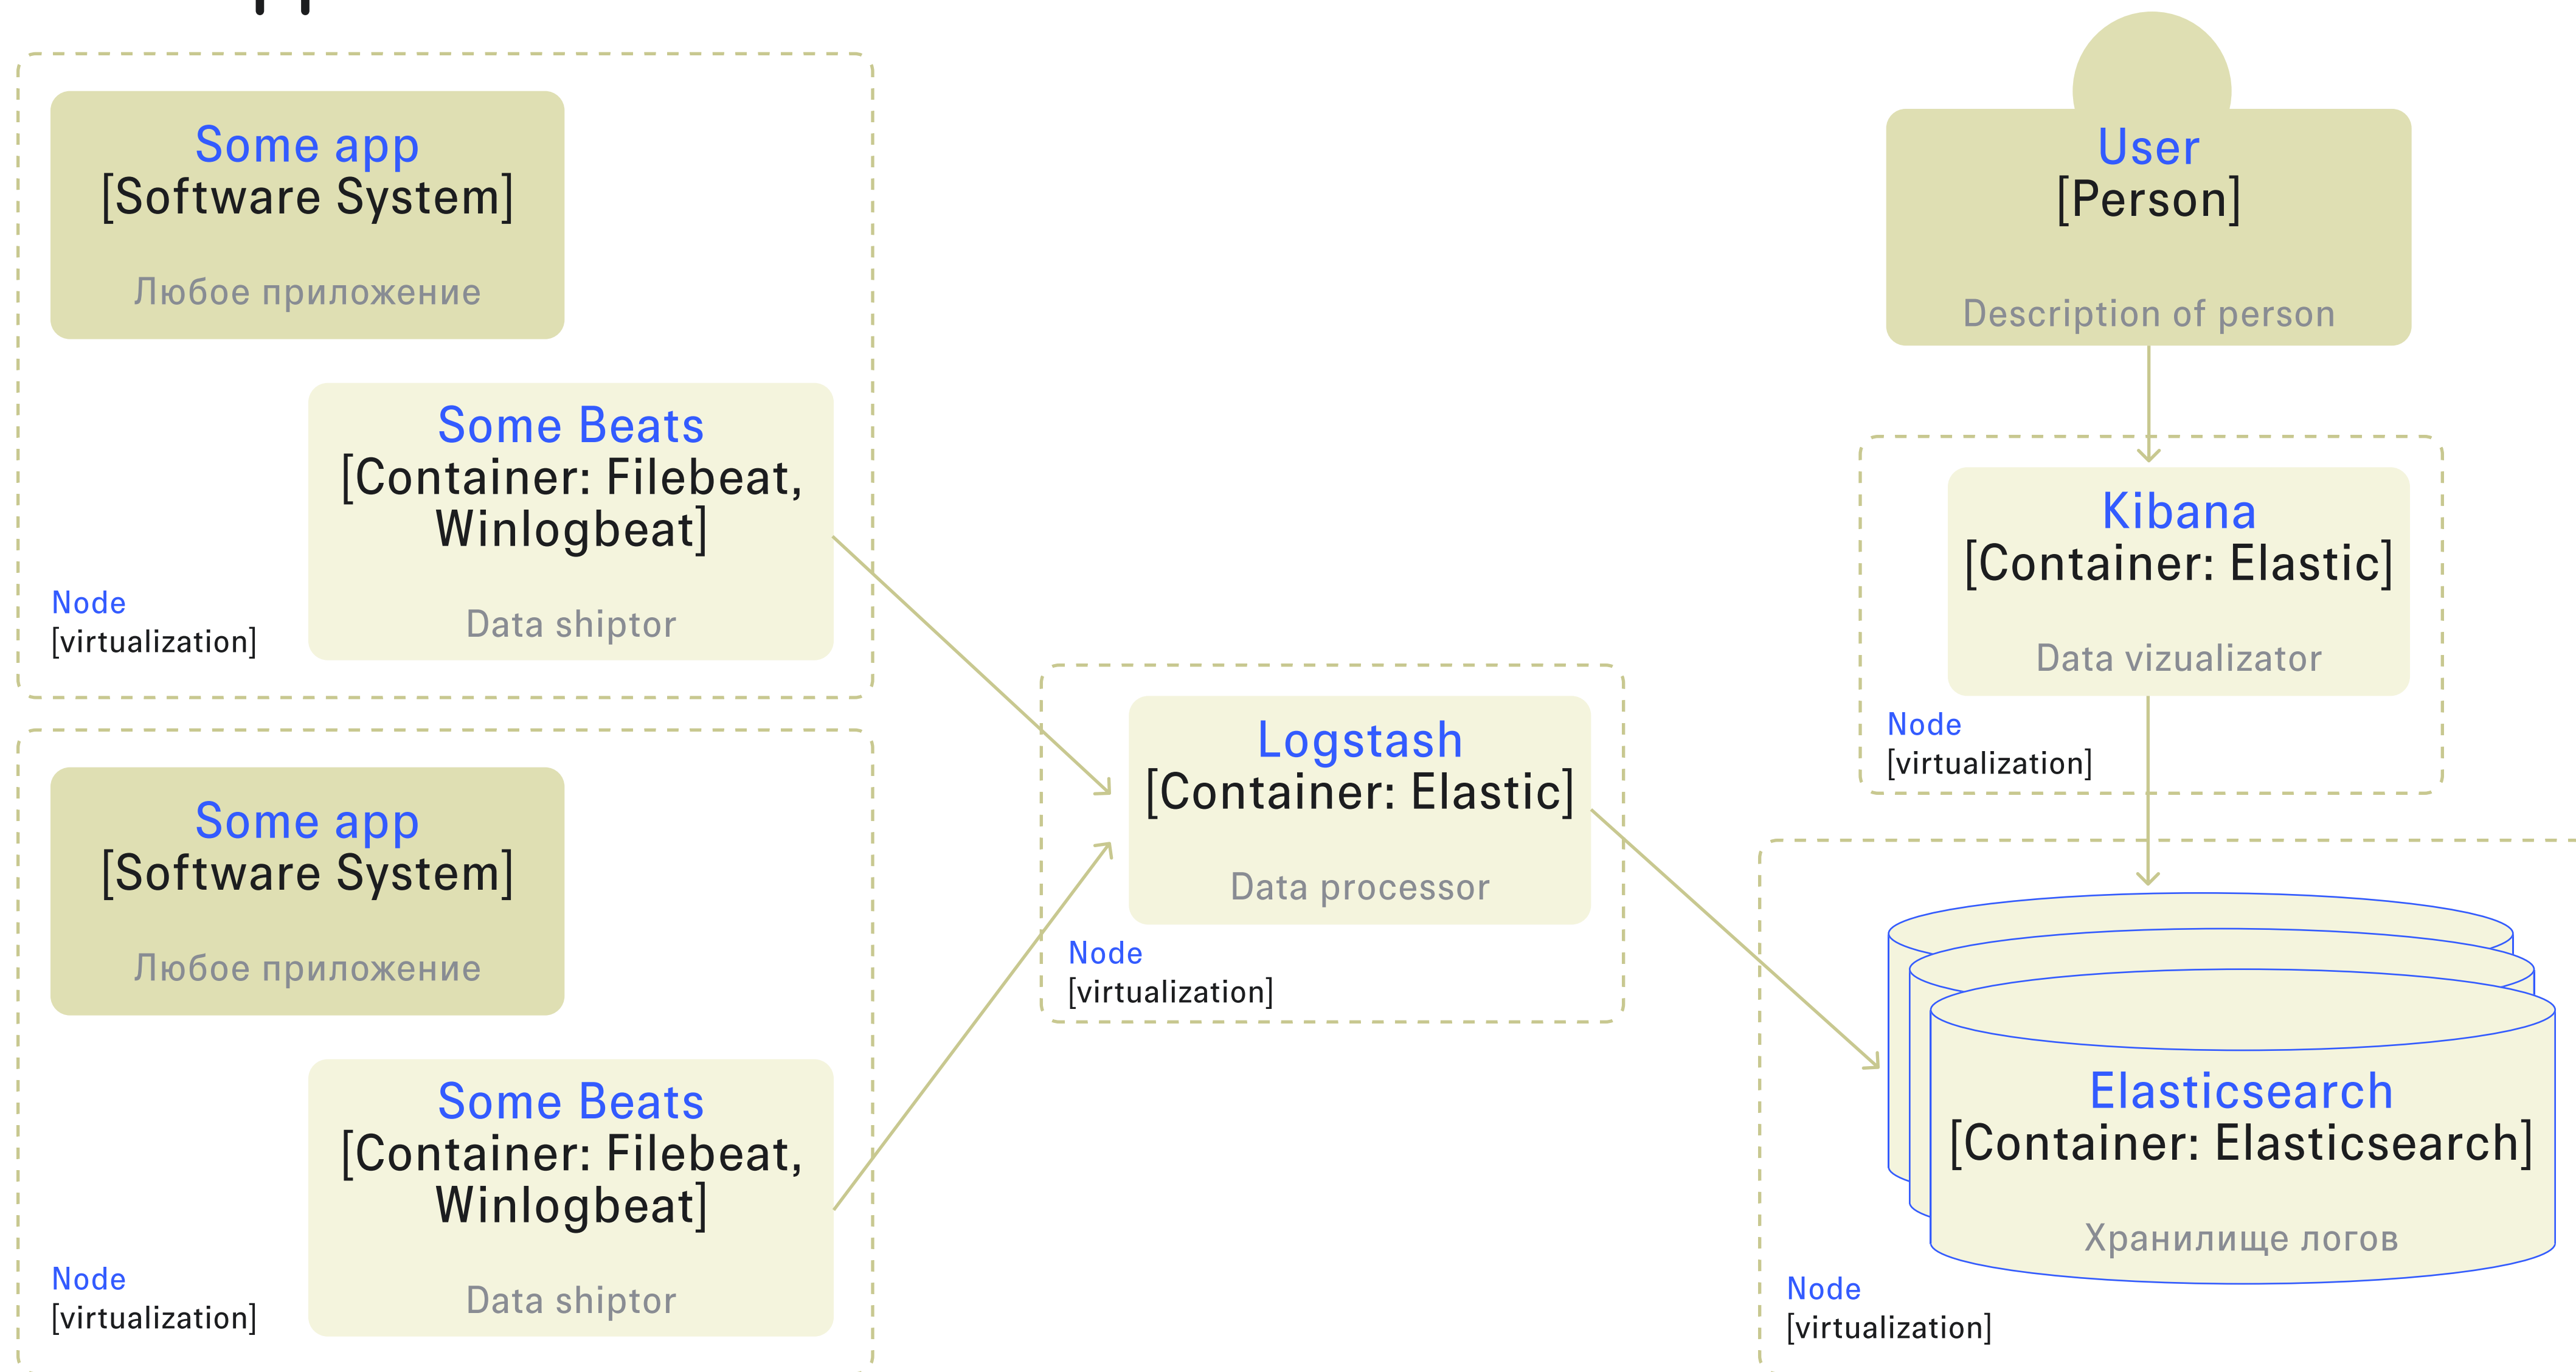 Some app
[Software System]
Любое приложение
Some Beats
[Container: Filebeat,
Winlogbeat]
Data shiptor
Node
[virtualization]
Some app
[Software System]
Любое приложение
Some Beats
[Container: Filebeat,
Winlogbeat]
Data shiptor
Node
[virtualization]
Logstash
[Container: Elastic]
Data processor
Node
[virtualization]
User
[Person]
Description of person
Kibana
[Container: Elastic]
Data vizualizator
Node
[virtualization]
Elasticsearch
[Container: Elasticsearch]
Хранилище логов
Node
[virtualization]